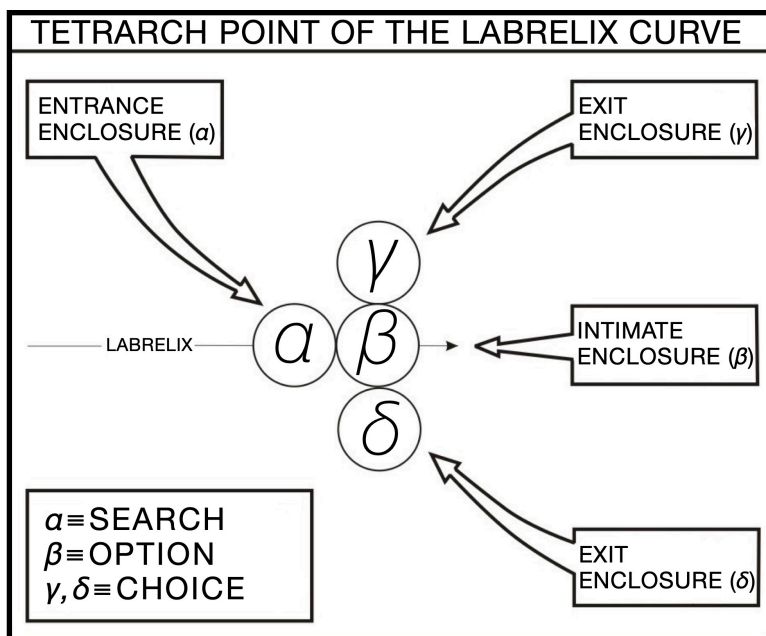 TETRARCH POINT OF THE LABRELIX CURVE
ENTRANCE
ENCLOSURE (α)
EXIT
ENCLOSURE (γ)
γ
LABRELIX
α
β
INTIMATE
ENCLOSURE (β)
δ
α≡SEARCH
β≡OPTION
γ,δ≡CHOICE
EXIT
ENCLOSURE (δ)